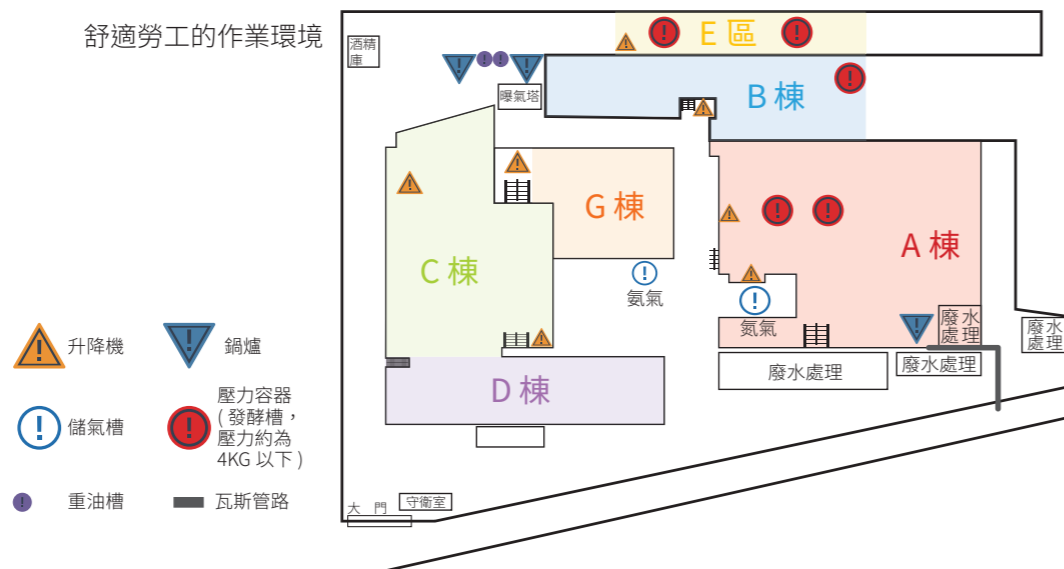 舒適勞工的作業環境
酒精
庫
E 區
曝氣塔
B 棟
G 棟
A 棟
C 棟
氨氣
氮氣
廢水
處理
廢水
處理
廢水處理
廢水處理
D 棟
升降機
鍋爐
儲氣槽
壓力容器
( 發酵槽，
壓力約為
4KG 以下 )
重油槽
瓦斯管路
大 門
守衛室